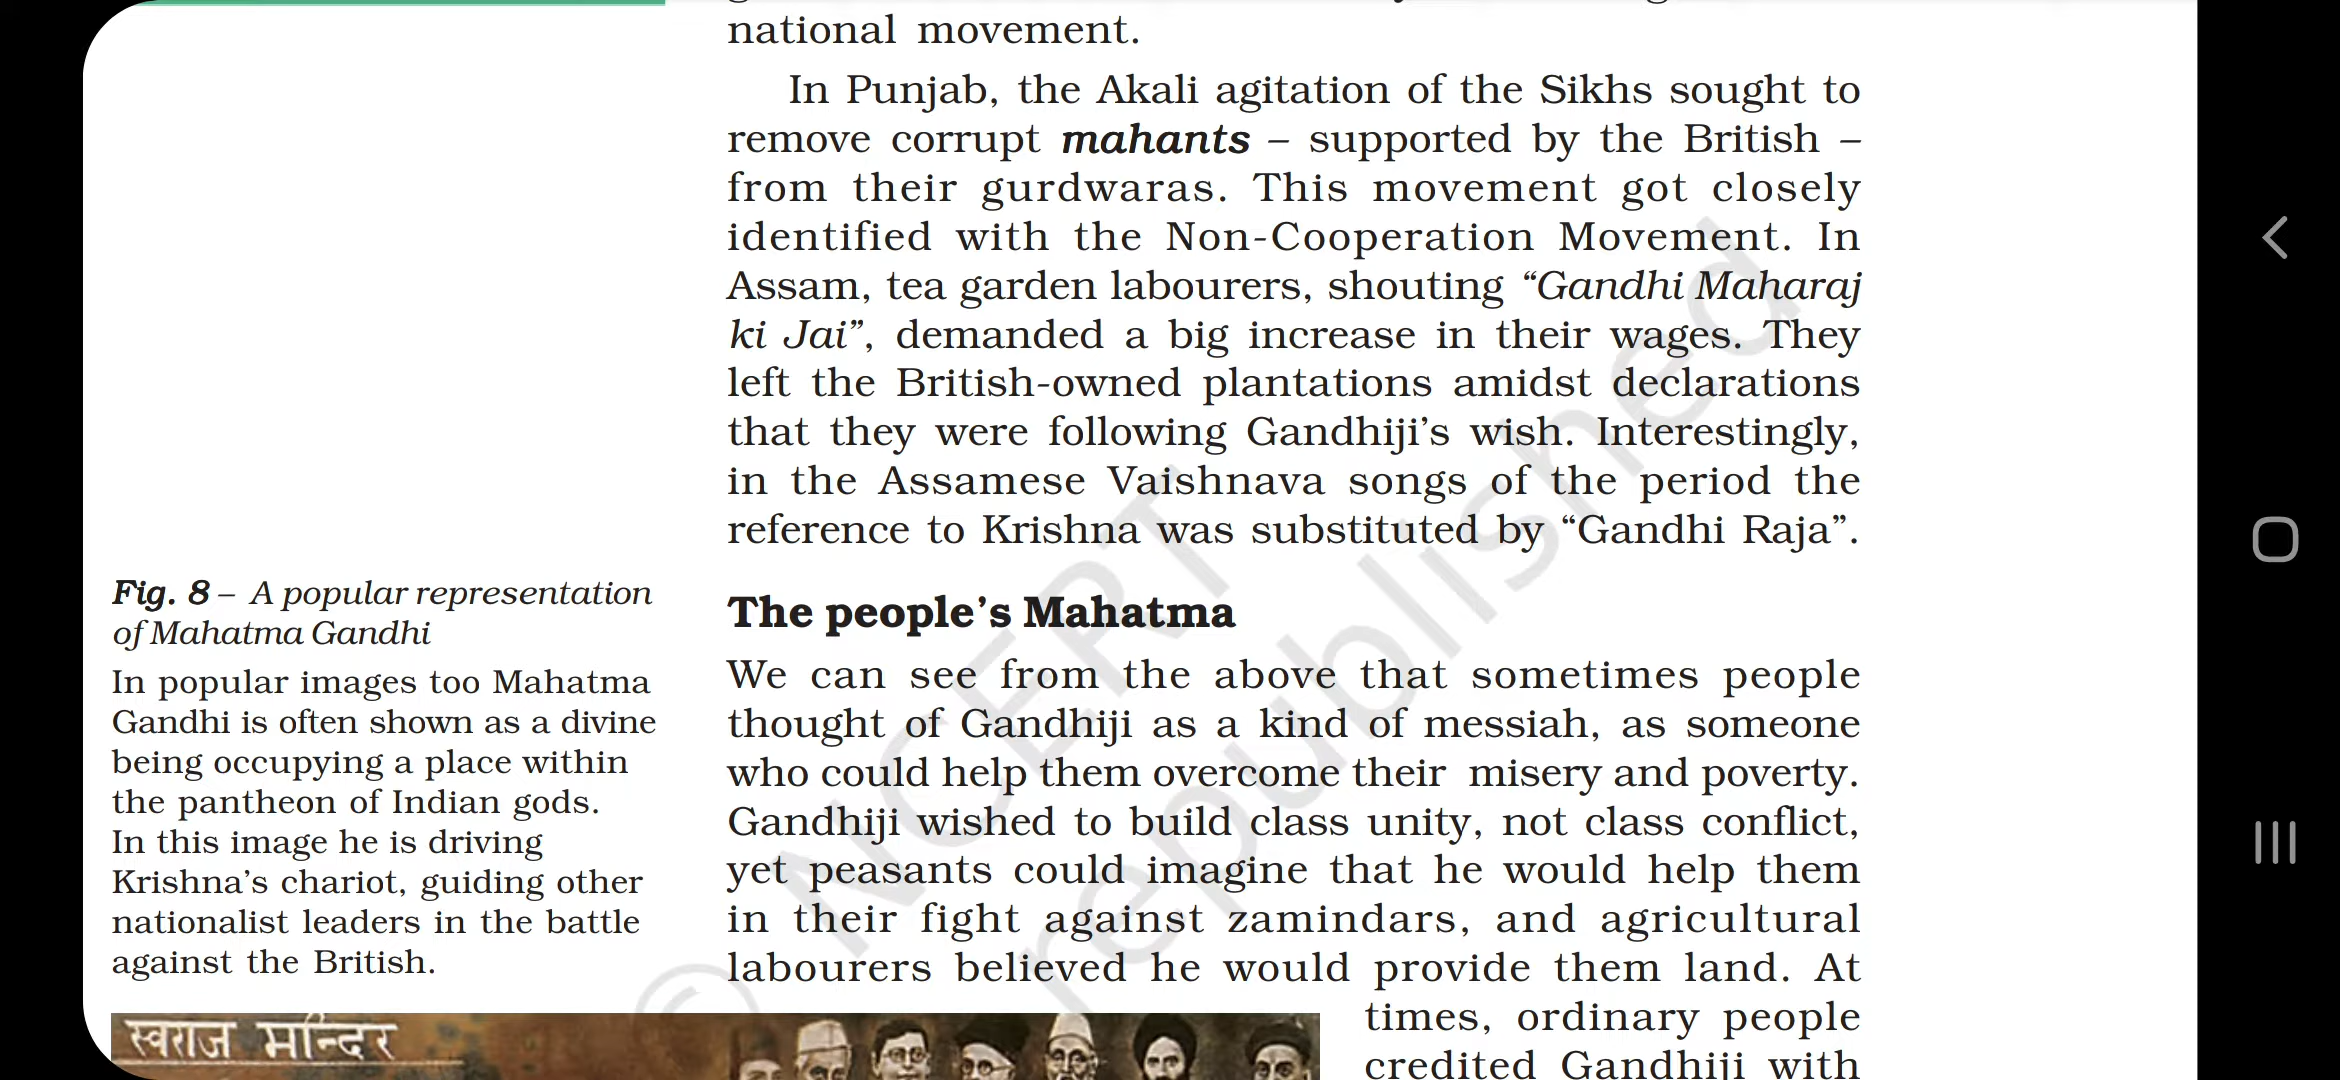 national movement.
In Punjab, the Akali agitation of the Sikhs sought to
remove corrupt mahants – supported by the British –
from their gurdwaras. This movement got closely
identified with the Non-Cooperation Movement. In
Assam, tea garden labourers, shouting “Gandhi Maharaj
ki Jai”, demanded a big increase in their wages. They
left the British-owned plantations amidst declarations
that they were following Gandhiji’s wish. Interestingly,
in the Assamese Vaishnava songs of the period the
reference to Krishna was substituted by “Gandhi Raja”.
The people’s Mahatma
We can see from the above that sometimes people
thought of Gandhiji as a kind of messiah, as someone
who could help them overcome their misery and poverty.
Gandhiji wished to build class unity, not class conflict,
yet peasants could imagine that he would help them
in their fight against zamindars, and agricultural
labourers believed he would provide them land. At
times, ordinary people
credited Gandhiji with
Fig. 8 – A popular representation
of Mahatma Gandhi
In popular images too Mahatma
Gandhi is often shown as a divine
being occupying a place within
the pantheon of Indian gods.
In this image he is driving
Krishna’s chariot, guiding other
nationalist leaders in the battle
against the British.
स्वराज मन्दिर
© NCERT
republished